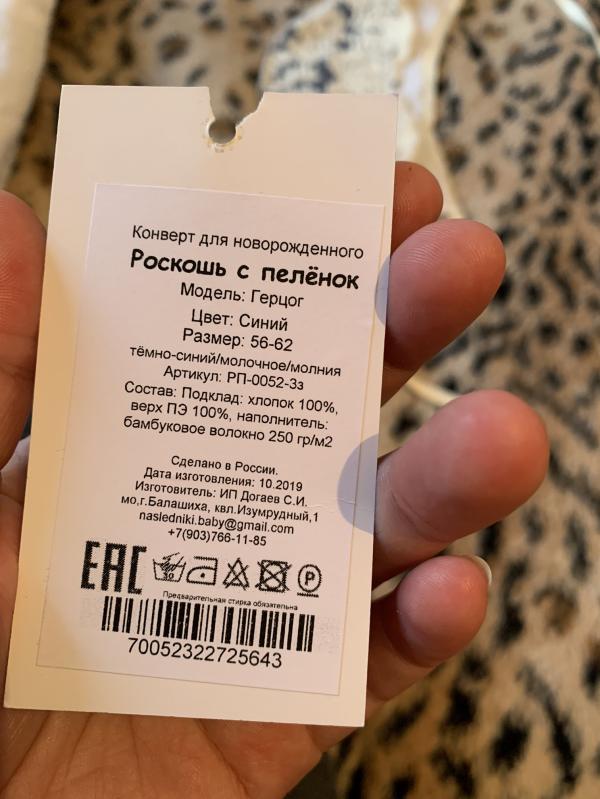 Конверт для новорожденного
Роскошь с пелёнок
Модель: Герцог
Цвет: Синий
Размер: 56-62
тёмно-синий/молочное/молния
Артикул: РП-0052-3з
Состав: Подклад: хлопок 100%,
верх ПЭ 100%, наполнитель:
бамбуковое волокно 250 гр/м2
Сделано в России.
Дата изготовления: 10.2019
Изготовитель: ИП Догаев С.И.
мо,г.Балашиха, квл.Изумрудный,1
nasledniki.baby@gmail.com
+7(903)766-11-85
EAC P
Предварительная стирка обязательна
70052322725643